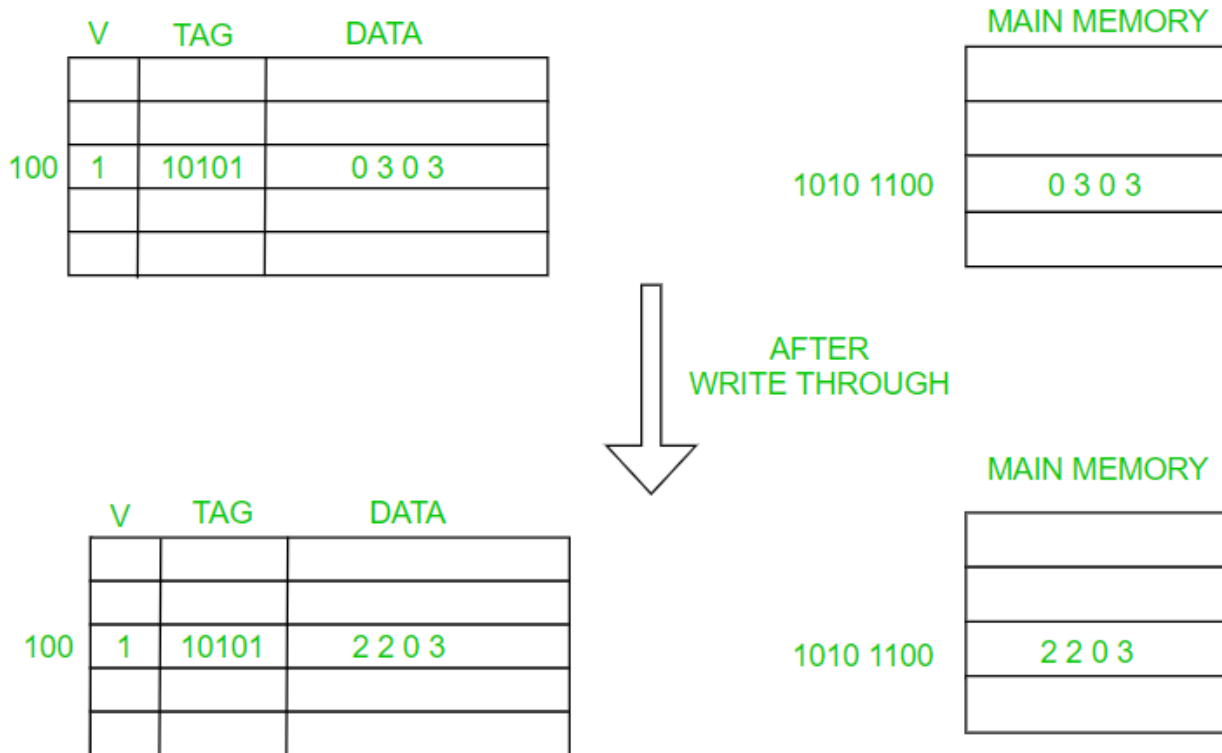 V TAG DATA
MAIN MEMORY
100 1 10101 0 3 0 3
1010 1100 0 3 0 3
AFTER
WRITE THROUGH
V TAG DATA
MAIN MEMORY
100 1 10101 2 2 0 3
1010 1100 2 2 0 3